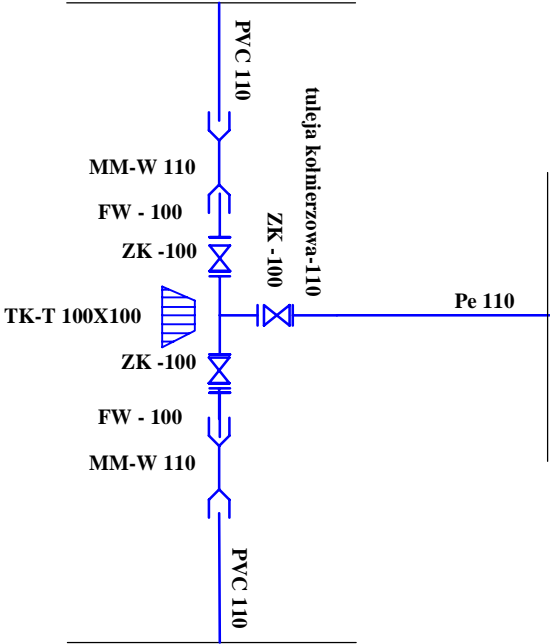 PVC 110
tuleja kołnierzowa-110
MM-W 110
FW - 100
ZK -100
ZK -100
Pe 110
TK-T 100X100
ZK -100
FW - 100
MM-W 110
PVC 110